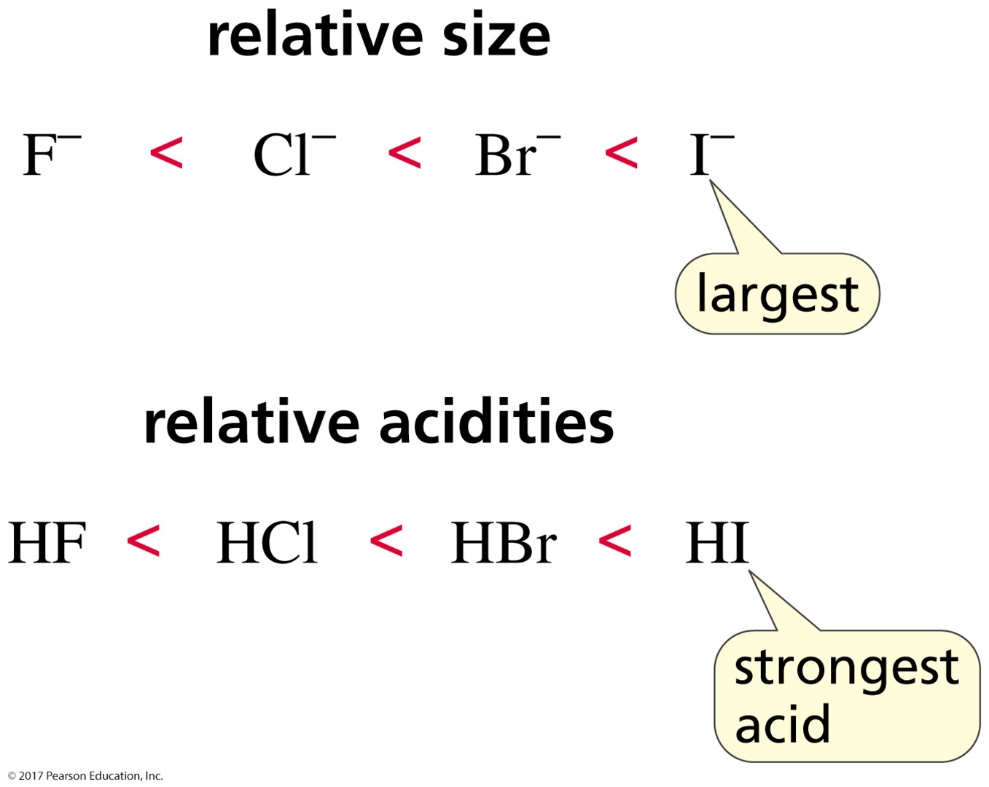 relative size
F⁻ < Cl⁻ < Br⁻ < I⁻
largest
relative acidities
HF < HCl < HBr < HI
strongest
acid
© 2017 Pearson Education, Inc.